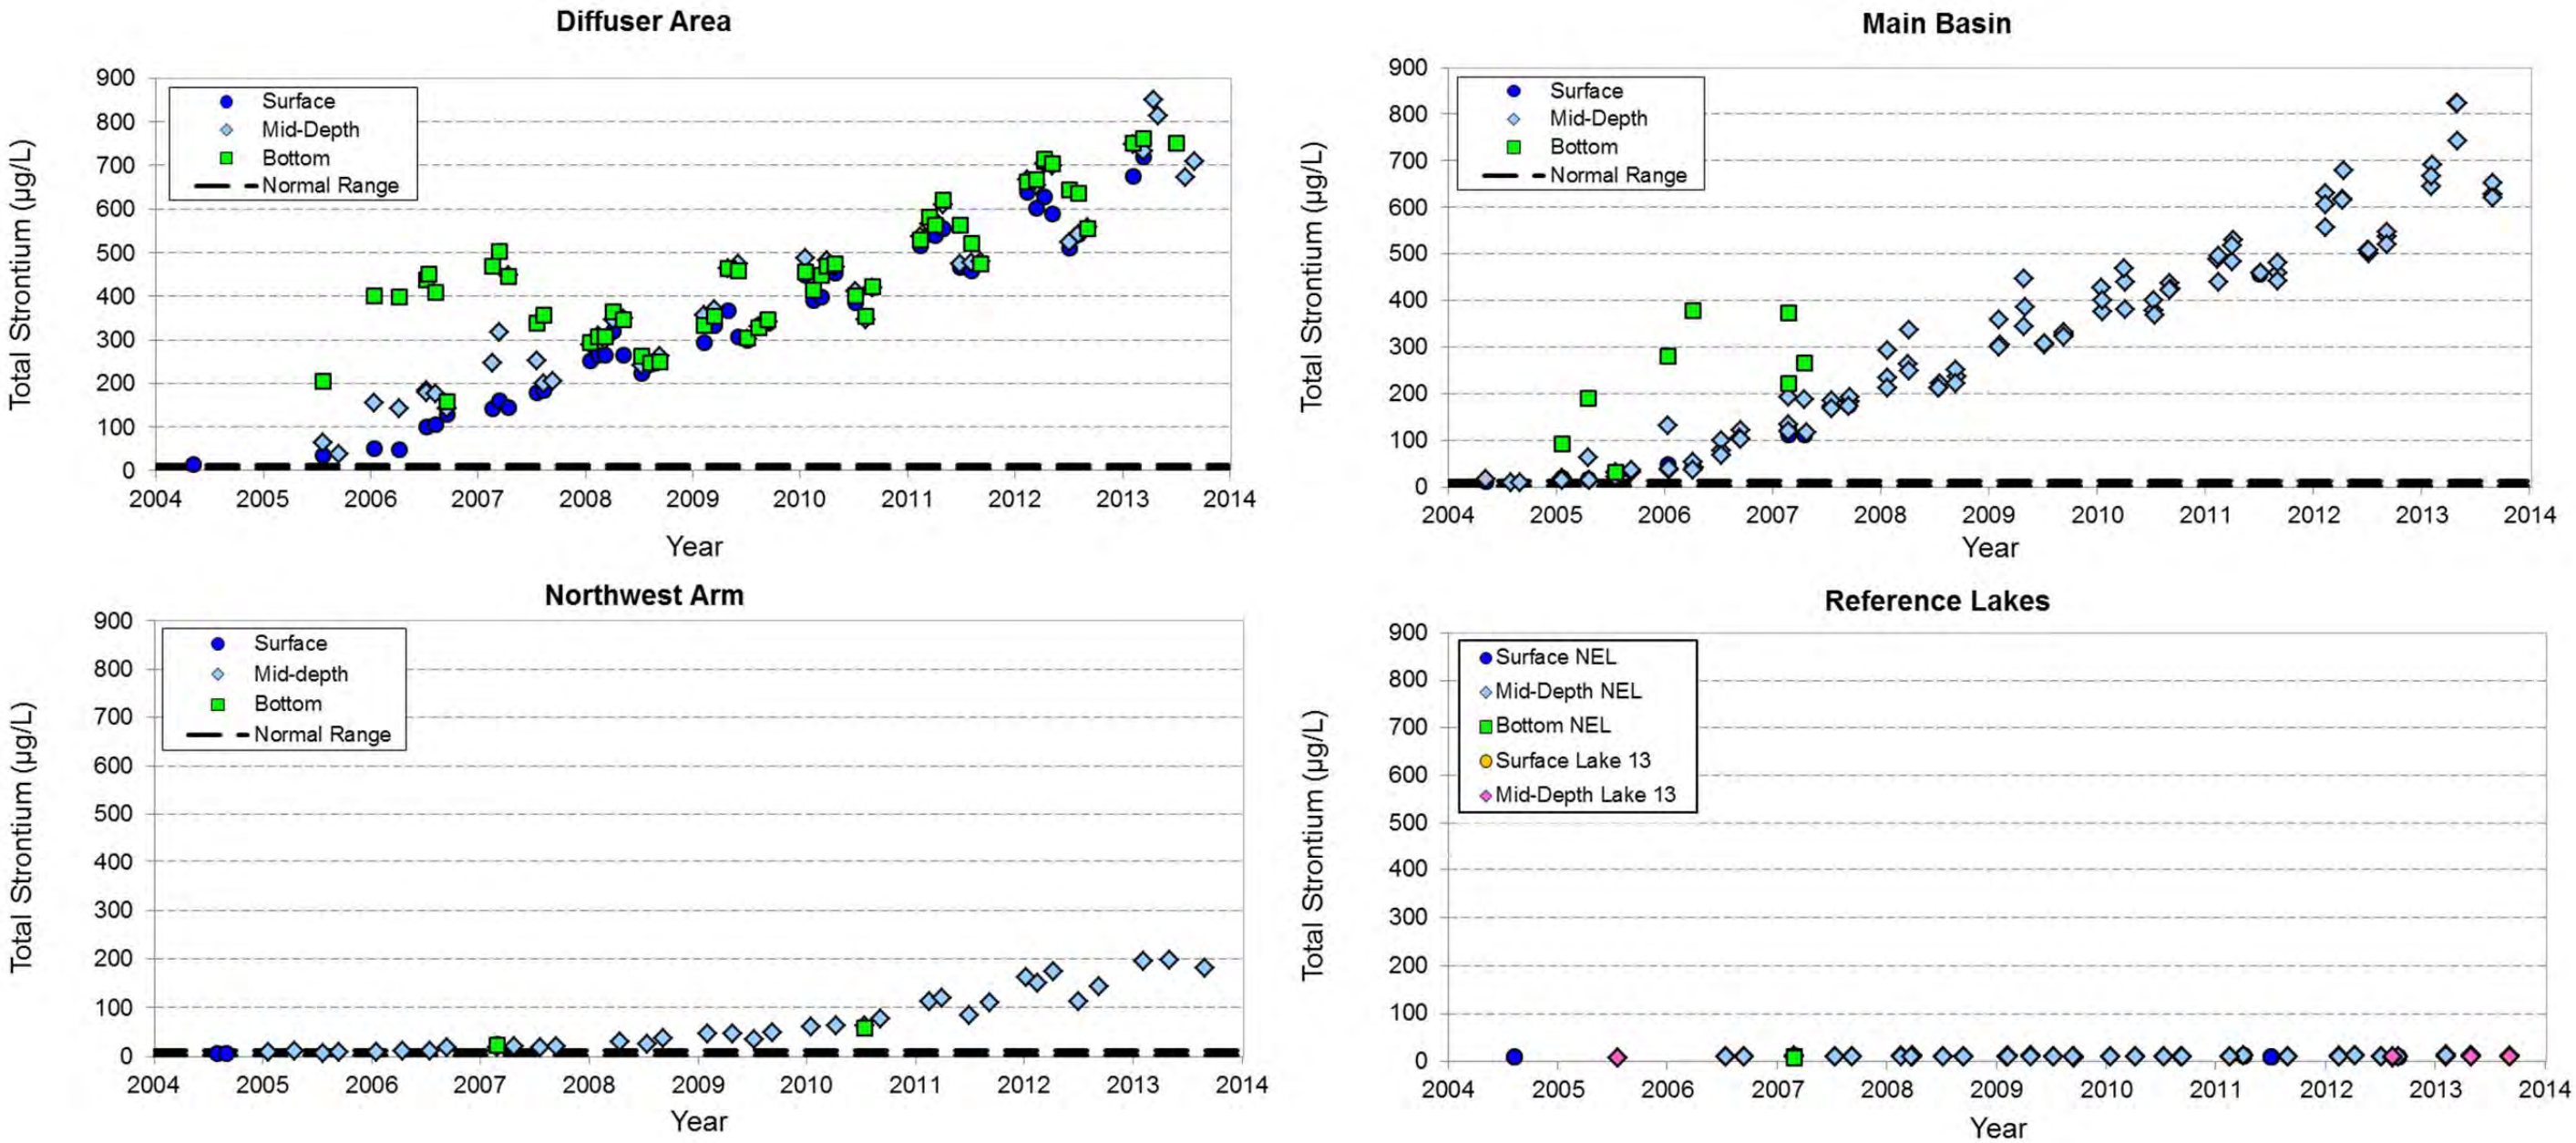 Diffuser Area
Total Strontium (µg/L)
900
800
700
600
500
400
300
200
100
0
Surface
Mid-Depth
Bottom
Normal Range
2004 2005 2006 2007 2008 2009 2010 2011 2012 2013 2014
Year
Main Basin
Total Strontium (µg/L)
900
800
700
600
500
400
300
200
100
0
Surface
Mid-Depth
Bottom
Normal Range
2004 2005 2006 2007 2008 2009 2010 2011 2012 2013 2014
Year
Northwest Arm
Total Strontium (µg/L)
900
800
700
600
500
400
300
200
100
0
Surface
Mid-depth
Bottom
Normal Range
2004 2005 2006 2007 2008 2009 2010 2011 2012 2013 2014
Year
Reference Lakes
Total Strontium (µg/L)
900
800
700
600
500
400
300
200
100
0
Surface NEL
Mid-Depth NEL
Bottom NEL
Surface Lake 13
Mid-Depth Lake 13
2004 2005 2006 2007 2008 2009 2010 2011 2012 2013 2014
Year